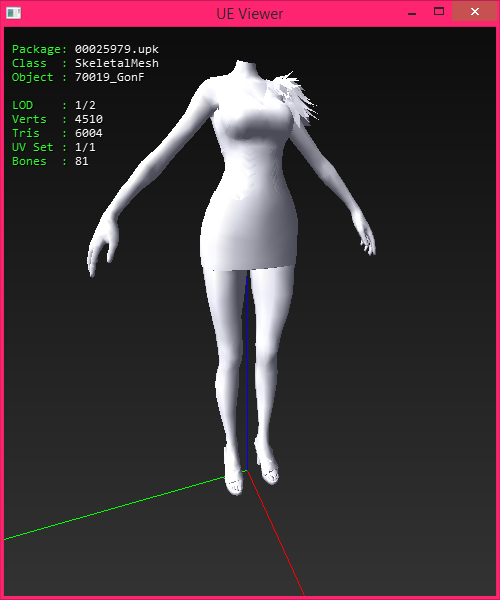 UE Viewer
Package: 00025979.upk
Class : SkeletalMesh
Object : 70019_GonF
LOD : 1/2
Verts : 4510
Tris : 6004
UV Set : 1/1
Bones : 81